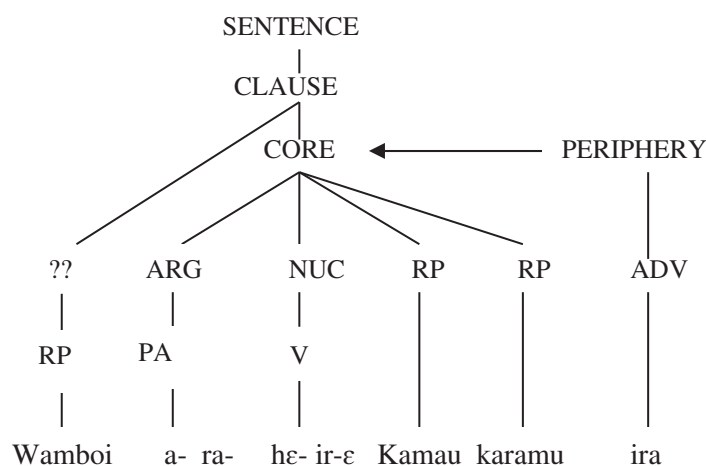 SENTENCE
CLAUSE
CORE PERIPHERY
?? ARG NUC RP RP ADV
RP PA V
Wamboi a- ra- hɛ- ir-ɛ Kamau karamu ira